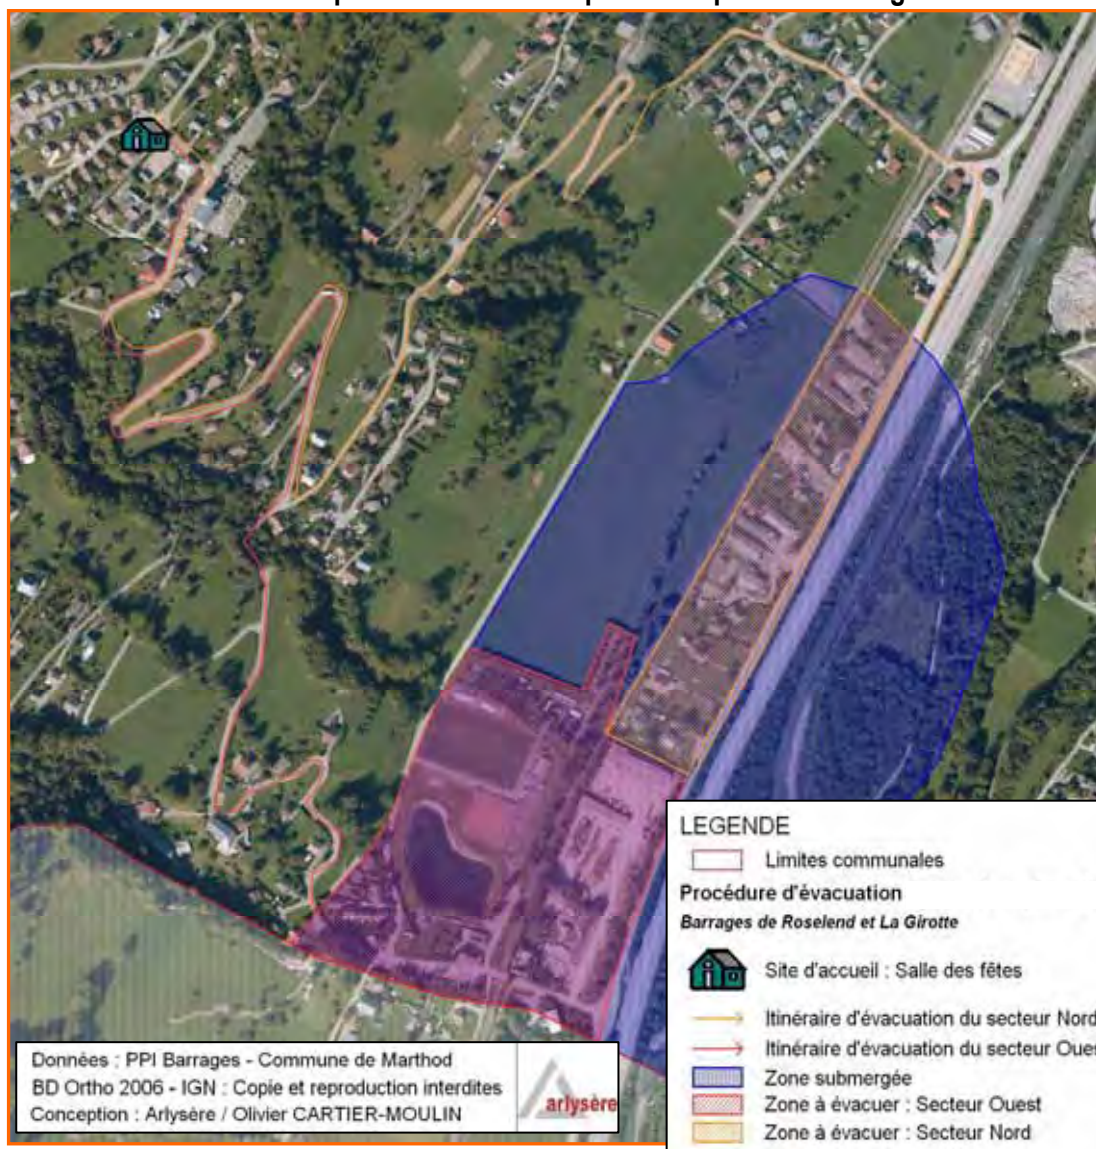 LEGENDE
Limites communales
Procédure d'évacuation
Barrages de Roselend et La Girotte
Site d'accueil : Salle des fêtes
Itinéraire d'évacuation du secteur Nord
Itinéraire d'évacuation du secteur Oues
Zone submergée
Zone à évacuer : Secteur Ouest
Zone à évacuer : Secteur Nord
Données : PPI Barrages - Commune de Marthod
BD Ortho 2006 - IGN : Copie et reproduction interdites
Conception : Arlysère / Olivier CARTIER-MOULIN
arlysère